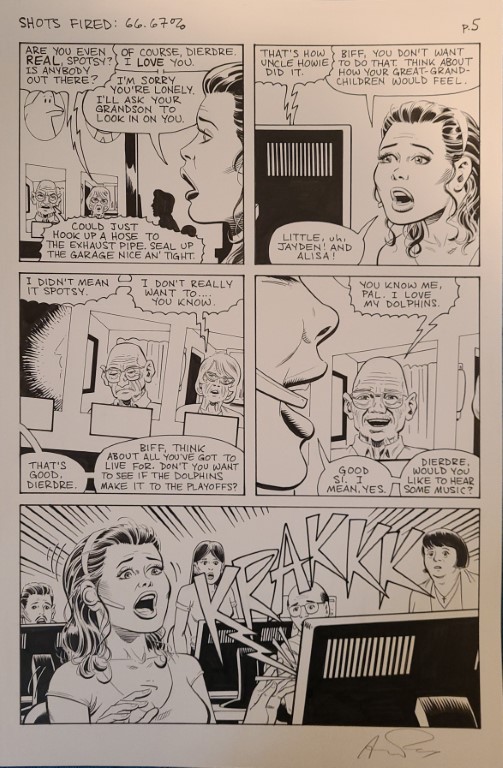 SHOTS FIRED: 66.67%
P.5
ARE YOU EVEN
REAL, SPOTSY?
IS ANYBODY
OUT THERE?
OF COURSE, DIERDRE.
I LOVE YOU.
I'M SORRY
YOU'RE LONELY.
I'LL ASK YOUR
GRANDSON TO
LOOK IN ON YOU.
COULD JUST
HOOK UP A HOSE TO
THE EXHAUST PIPE. SEAL UP
THE GARAGE NICE AN' TIGHT.
THAT'S HOW
UNCLE HOWIE
DID IT.
BIFF, YOU DON'T WANT
TO DO THAT. THINK ABOUT
HOW YOUR GREAT-GRAND-
CHILDREN WOULD FEEL.
LITTLE, uh,
JAYDEN! AND
ALISA!
I DIDN'T MEAN
IT SPOTSY.
I DON'T REALLY
WANT TO....
YOU KNOW.
THAT'S
GOOD,
DIERDRE.
BIFF, THINK
ABOUT ALL YOU'VE GOT TO
LIVE FOR. DON'T YOU WANT
TO SEE IF THE DOLPHINS
MAKE IT TO THE PLAYOFFS?
YOU KNOW ME,
PAL. I LOVE
MY DOLPHINS.
GOOD
SÍ. I
MEAN, YES.
DIERDRE,
WOULD YOU
LIKE TO HEAR
SOME MUSIC?
KRAKKK